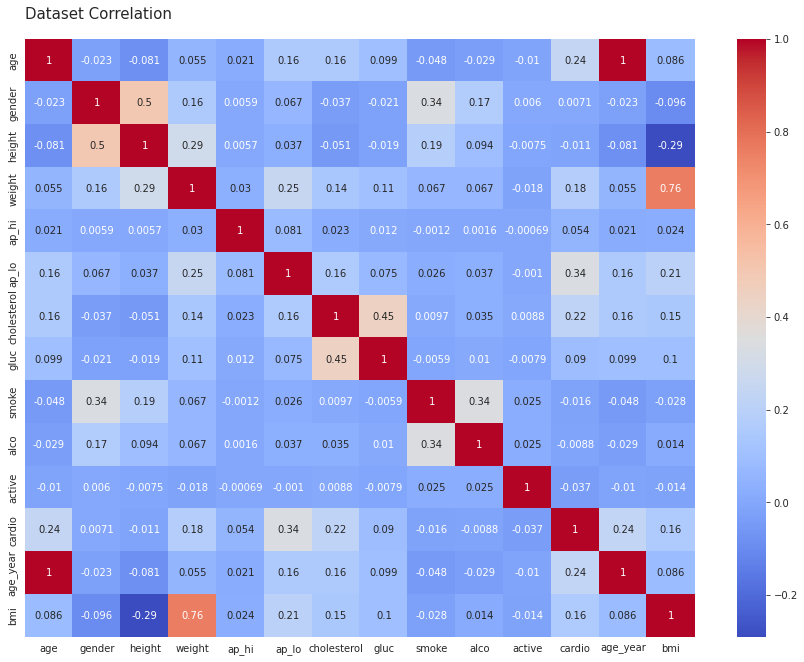 Dataset Correlation
age 1 -0.023 -0.081 0.055 0.021 0.16 0.16 0.099 -0.048 -0.029 -0.01 0.24 1 0.086
gender -0.023 1 0.5 0.16 0.0059 0.067 -0.037 -0.021 0.34 0.17 0.006 0.0071 -0.023 -0.096
height -0.081 0.5 1 0.29 0.0057 0.037 -0.051 -0.019 0.19 0.094 -0.0075 -0.011 -0.081 -0.29
weight 0.055 0.16 0.29 1 0.03 0.25 0.14 0.11 0.067 0.067 -0.018 0.18 0.055 0.76
ap_hi 0.021 0.0059 0.0057 0.03 1 0.081 0.023 0.012 -0.0012 0.0016 -0.00069 0.054 0.021 0.024
ap_lo 0.16 0.067 0.037 0.25 0.081 1 0.16 0.075 0.026 0.037 -0.001 0.34 0.16 0.21
cholesterol 0.16 -0.037 -0.051 0.14 0.023 0.16 1 0.45 0.0097 0.035 0.0088 0.22 0.16 0.15
gluc 0.099 -0.021 -0.019 0.11 0.012 0.075 0.45 1 -0.0059 0.01 -0.0079 0.09 0.099 0.1
smoke -0.048 0.34 0.19 0.067 -0.0012 0.026 0.0097 -0.0059 1 0.34 0.025 -0.016 -0.048 -0.028
alco -0.029 0.17 0.094 0.067 0.0016 0.037 0.035 0.01 0.34 1 0.025 -0.0088 -0.029 0.014
active -0.01 0.006 -0.0075 -0.018 -0.00069 -0.001 0.0088 -0.0079 0.025 0.025 1 -0.037 -0.01 -0.014
cardio 0.24 0.0071 -0.011 0.18 0.054 0.34 0.22 0.09 -0.016 -0.0088 -0.037 1 0.24 0.16
age_year 1 -0.023 -0.081 0.055 0.021 0.16 0.16 0.099 -0.048 -0.029 -0.01 0.24 1 0.086
bmi 0.086 -0.096 -0.29 0.76 0.024 0.21 0.15 0.1 -0.028 0.014 -0.014 0.16 0.086 1
age gender height weight ap_hi ap_lo cholesterol gluc smoke alco active cardio age_year bmi
1.0
0.8
0.6
0.4
0.2
0.0
−0.2